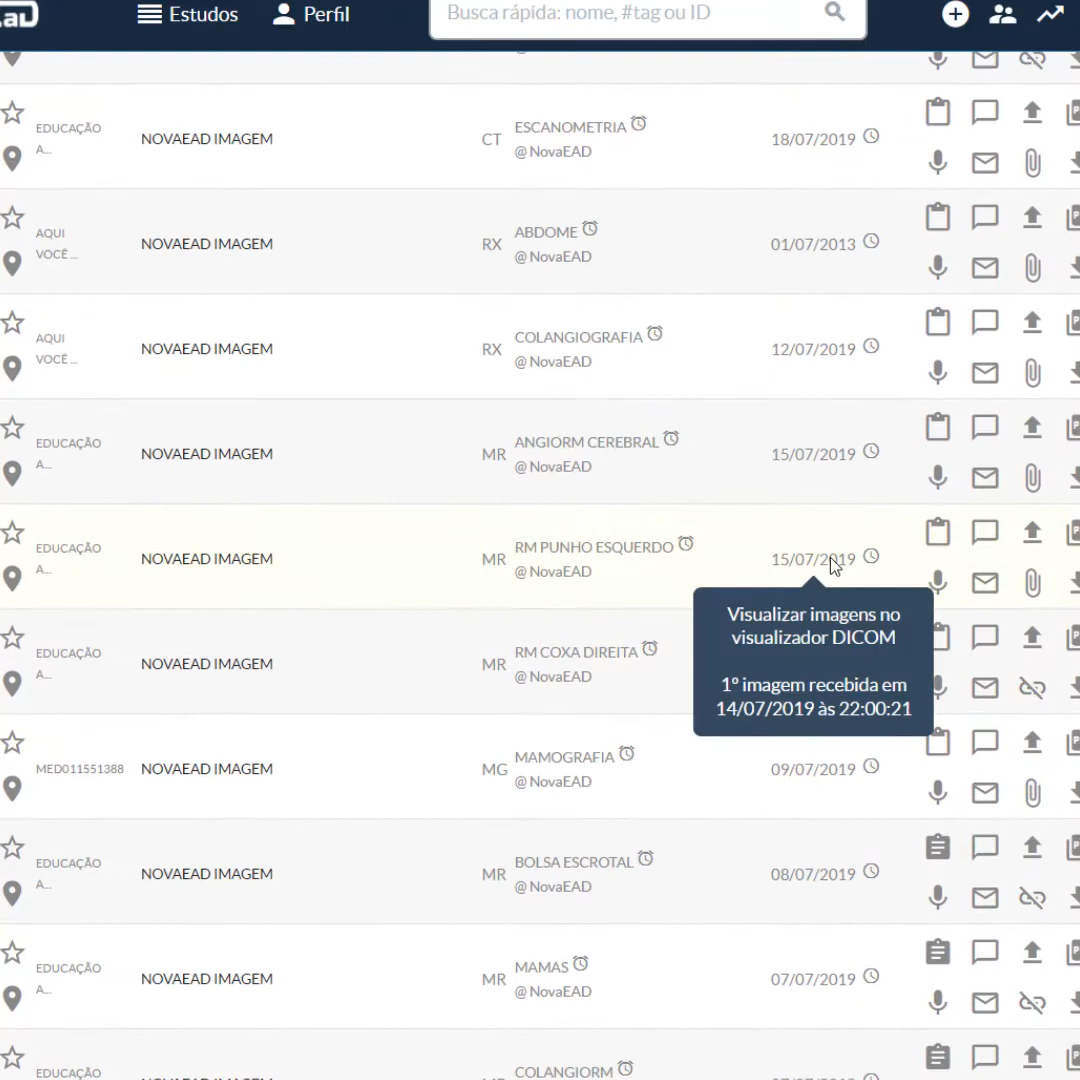 Estudos
Perfil
Busca rápida: nome, #tag ou ID
EDUCAÇÃO
A...
NOVAEAD IMAGEM
CT
ESCANOMETRIA
@ NovaEAD
18/07/2019
AQUI
VOCÊ ...
NOVAEAD IMAGEM
RX
ABDOME
@ NovaEAD
01/07/2013
AQUI
VOCÊ ...
NOVAEAD IMAGEM
RX
COLANGIOGRAFIA
@ NovaEAD
12/07/2019
EDUCAÇÃO
A...
NOVAEAD IMAGEM
MR
ANGIORM CEREBRAL
@ NovaEAD
15/07/2019
EDUCAÇÃO
A...
NOVAEAD IMAGEM
MR
RM PUNHO ESQUERDO
@ NovaEAD
15/07/2019
Visualizar imagens no
visualizador DICOM
1º imagem recebida em
14/07/2019 às 22:00:21
EDUCAÇÃO
A...
NOVAEAD IMAGEM
MR
RM COXA DIREITA
@ NovaEAD
MED011551388
NOVAEAD IMAGEM
MG
MAMOGRAFIA
@ NovaEAD
09/07/2019
EDUCAÇÃO
A...
NOVAEAD IMAGEM
MR
BOLSA ESCROTAL
@ NovaEAD
08/07/2019
EDUCAÇÃO
A...
NOVAEAD IMAGEM
MR
MAMAS
@ NovaEAD
07/07/2019
EDUCAÇÃO
COLANGIORM